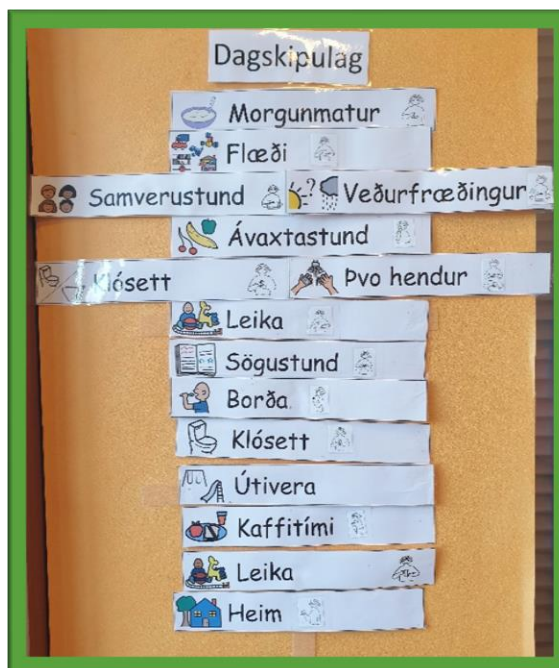 Dagskipulag
Morgunmatur
Flæði
Samverustund
Veðurfræðingur
Ávaxtastund
Klósett
Þvo hendur
Leika
Sögustund
Borða
Klósett
Útivera
Kaffitími
Leika
Heim